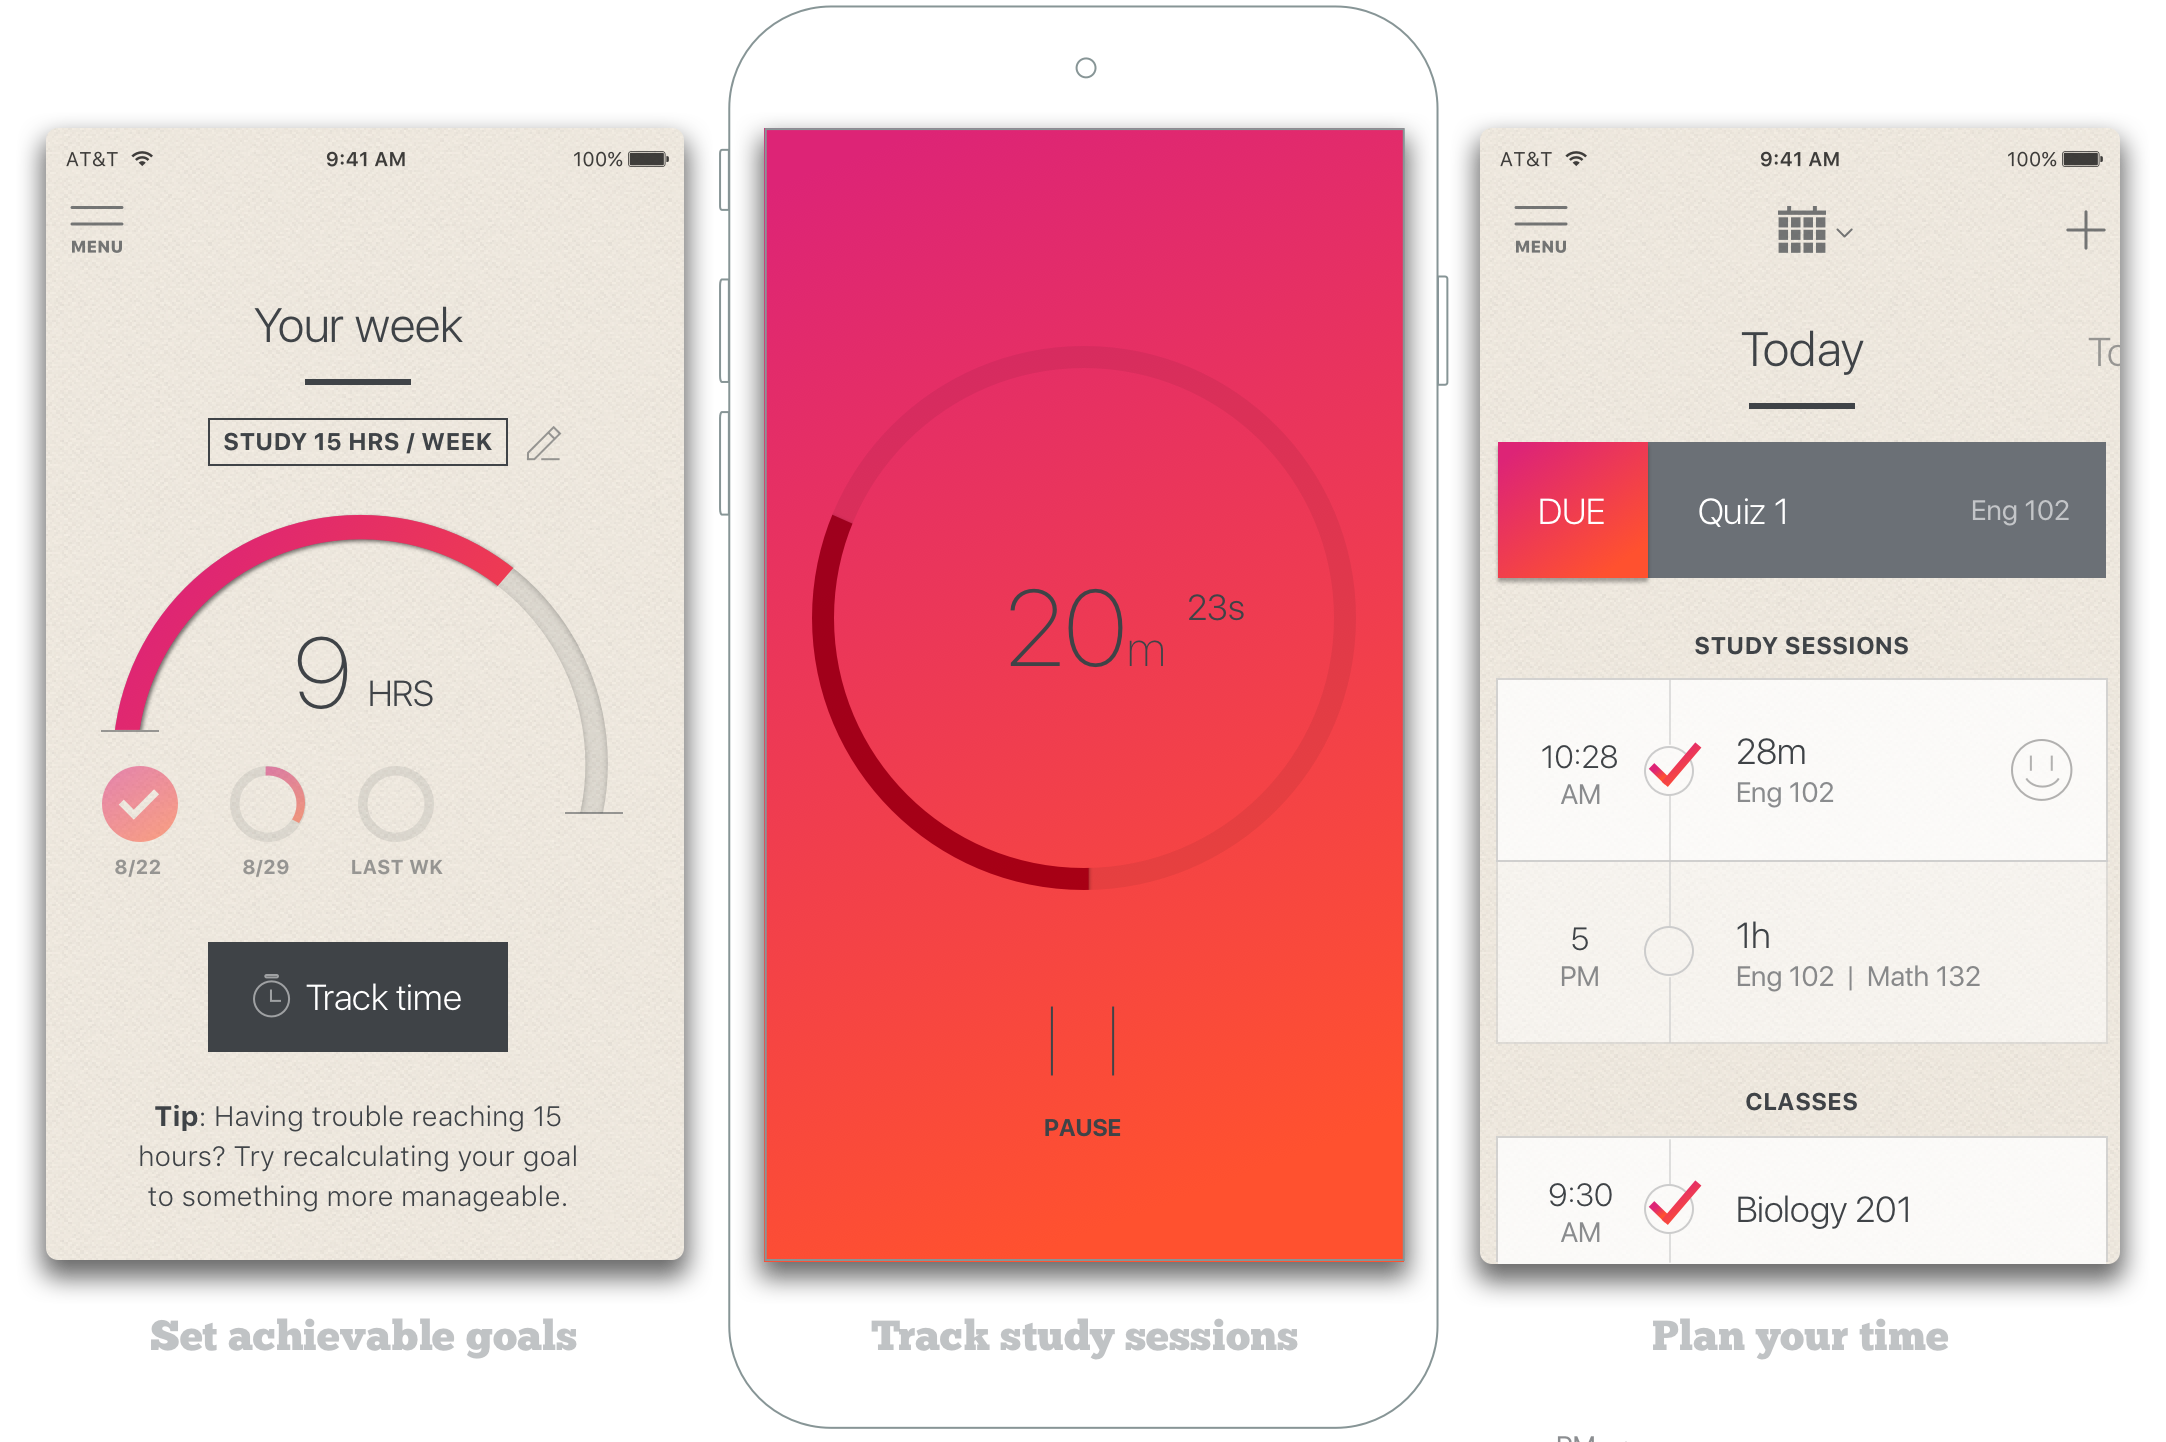 AT&T 9:41 AM 100%
MENU
Your week
STUDY 15 HRS / WEEK
9 HRS
8/22 8/29 LAST WK
Track time
Tip: Having trouble reaching 15
hours? Try recalculating your goal
to something more manageable.
Set achievable goals
20m 23s
PAUSE
Track study sessions
AT&T 9:41 AM 100%
MENU
Today To
DUE Quiz 1 Eng 102
STUDY SESSIONS
10:28 28m
AM Eng 102
5 1h
PM Eng 102 | Math 132
CLASSES
9:30 Biology 201
AM
Plan your time